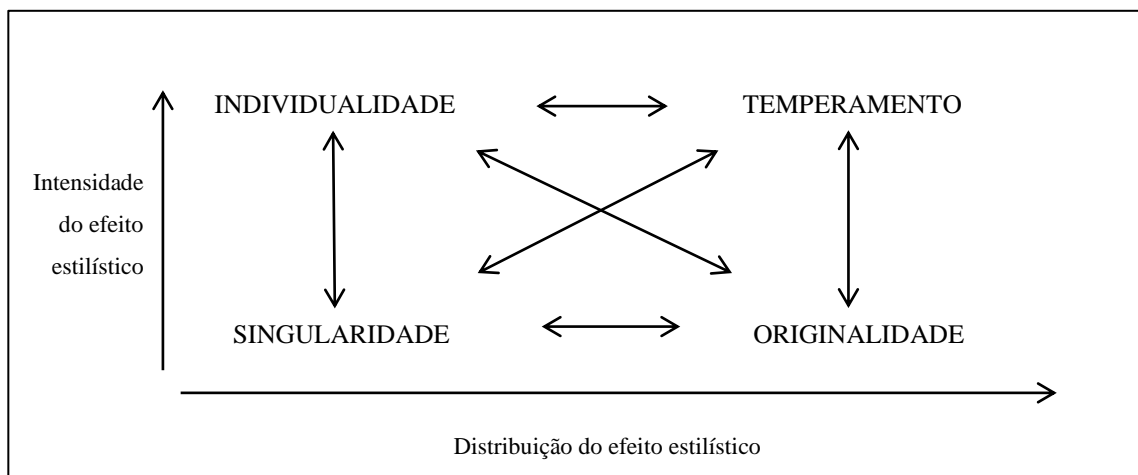 INDIVIDUALIDADE
TEMPERAMENTO
Intensidade
do efeito
estilístico
SINGULARIDADE
ORIGINALIDADE
Distribuição do efeito estilístico